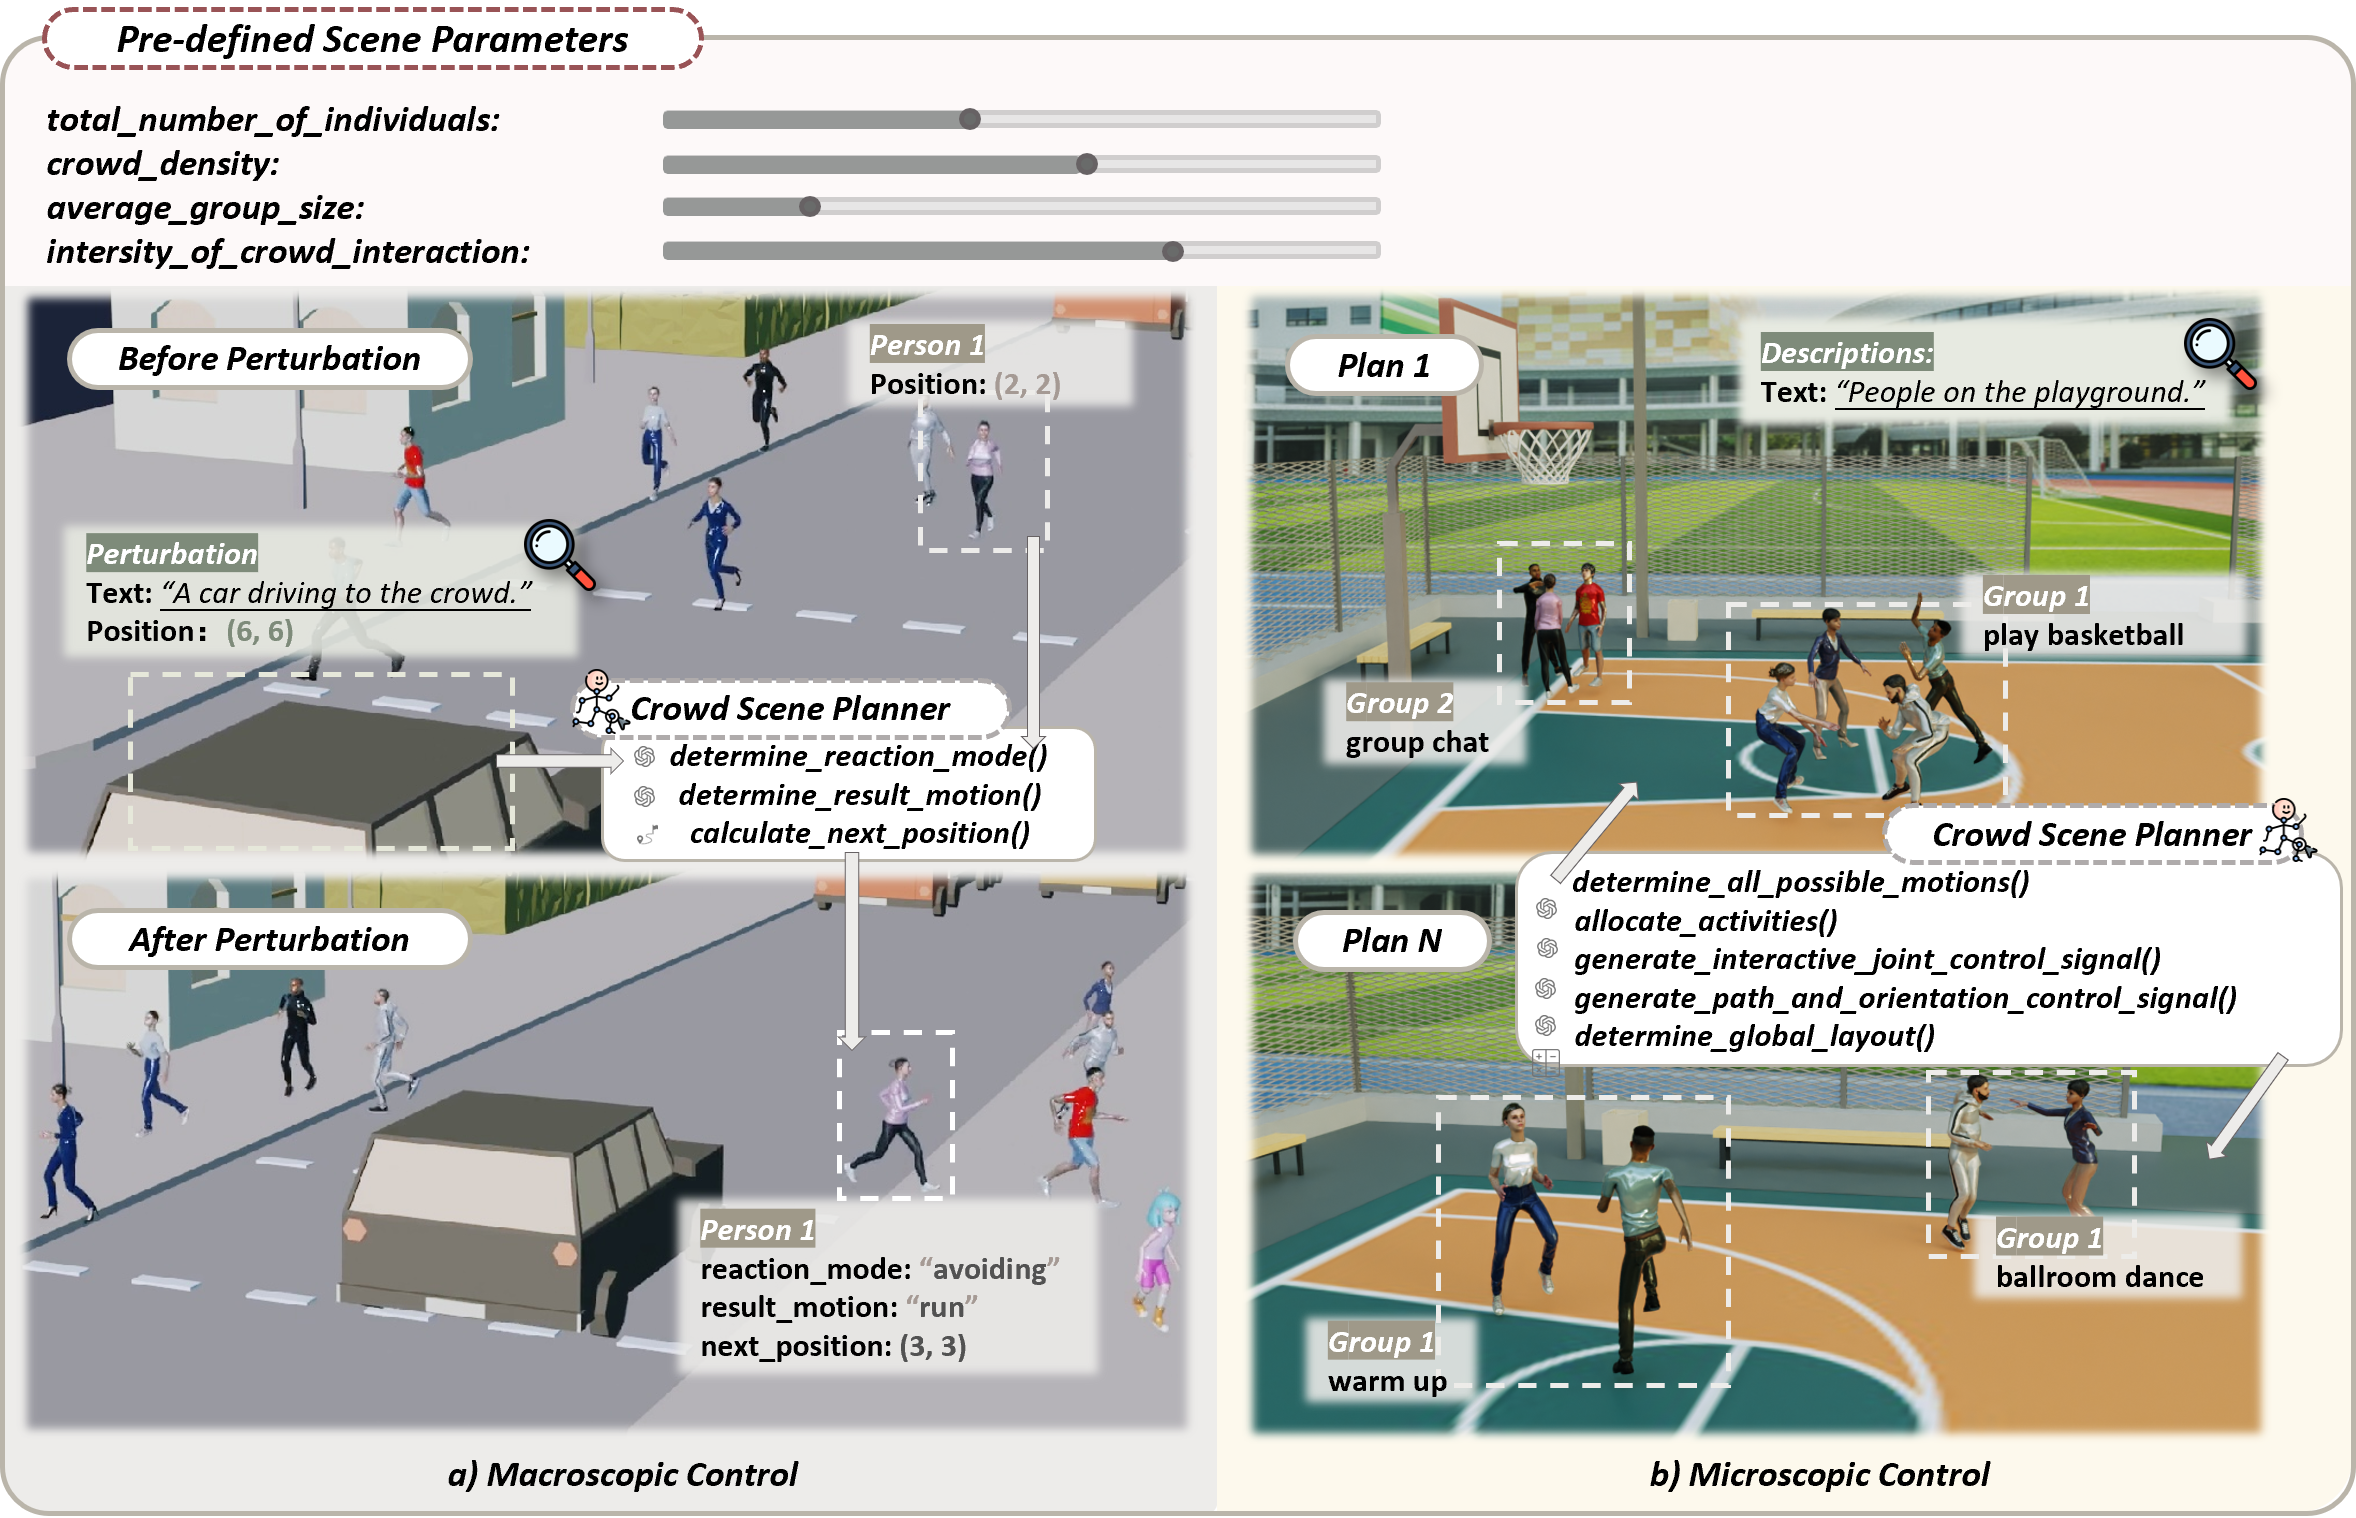 Pre-defined Scene Parameters
total_number_of_individuals:
crowd_density:
average_group_size:
intersity_of_crowd_interaction:
Before Perturbation
Person 1
Position: (2, 2)
Perturbation
Text: “A car driving to the crowd.”
Position: (6, 6)
Crowd Scene Planner
determine_reaction_mode()
determine_result_motion()
calculate_next_position()
After Perturbation
Person 1
reaction_mode: “avoiding”
result_motion: “run”
next_position: (3, 3)
a) Macroscopic Control
Plan 1
Descriptions:
Text: “People on the playground.”
Group 1
play basketball
Group 2
group chat
Crowd Scene Planner
determine_all_possible_motions()
allocate_activities()
generate_interactive_joint_control_signal()
generate_path_and_orientation_control_signal()
determine_global_layout()
Plan N
Group 1
ballroom dance
Group 1
warm up
b) Microscopic Control